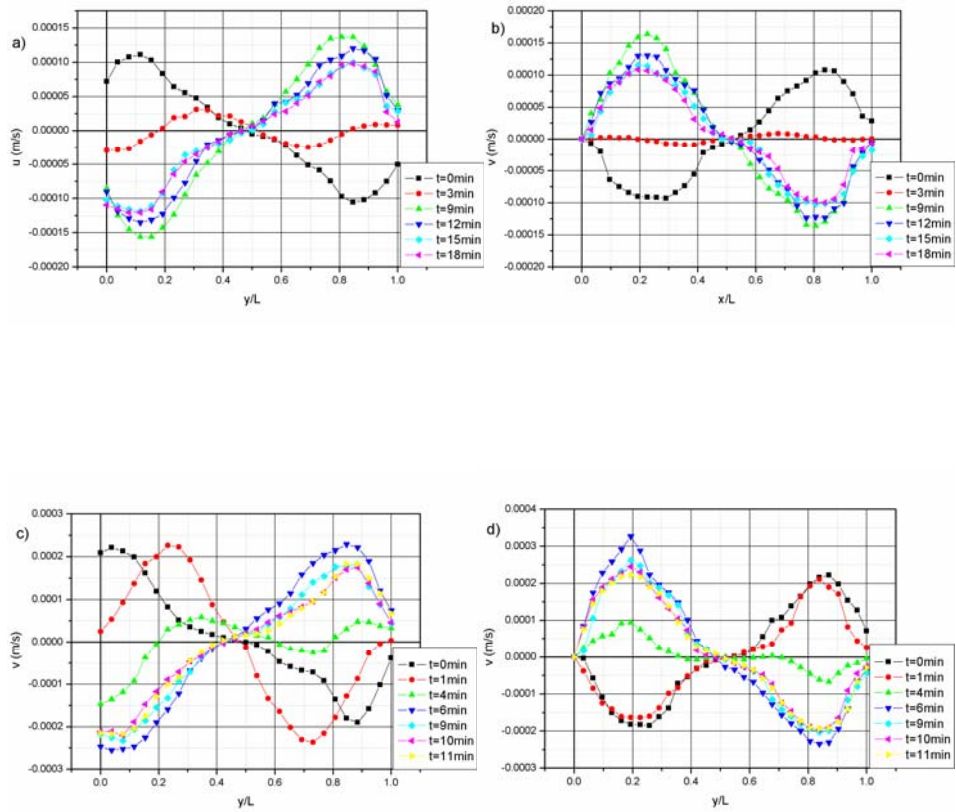 a)
0.00015
0.00010
0.00005
0.00000
-0.00005
-0.00010
-0.00015
-0.00020
u (m/s)
0.0 0.2 0.4 0.6 0.8 1.0
y/L
t=0min
t=3min
t=9min
t=12min
t=15min
t=18min
b)
0.00020
0.00015
0.00010
0.00005
0.00000
-0.00005
-0.00010
-0.00015
-0.00020
v (m/s)
0.0 0.2 0.4 0.6 0.8 1.0
x/L
t=0min
t=3min
t=9min
t=12min
t=15min
t=18min
c)
0.0003
0.0002
0.0001
0.0000
-0.0001
-0.0002
-0.0003
v (m/s)
0.0 0.2 0.4 0.6 0.8 1.0
y/L
t=0min
t=1min
t=4min
t=6min
t=9min
t=10min
t=11min
d)
0.0004
0.0003
0.0002
0.0001
0.0000
-0.0001
-0.0002
-0.0003
v (m/s)
0.0 0.2 0.4 0.6 0.8 1.0
y/L
t=0min
t=1min
t=4min
t=6min
t=9min
t=10min
t=11min